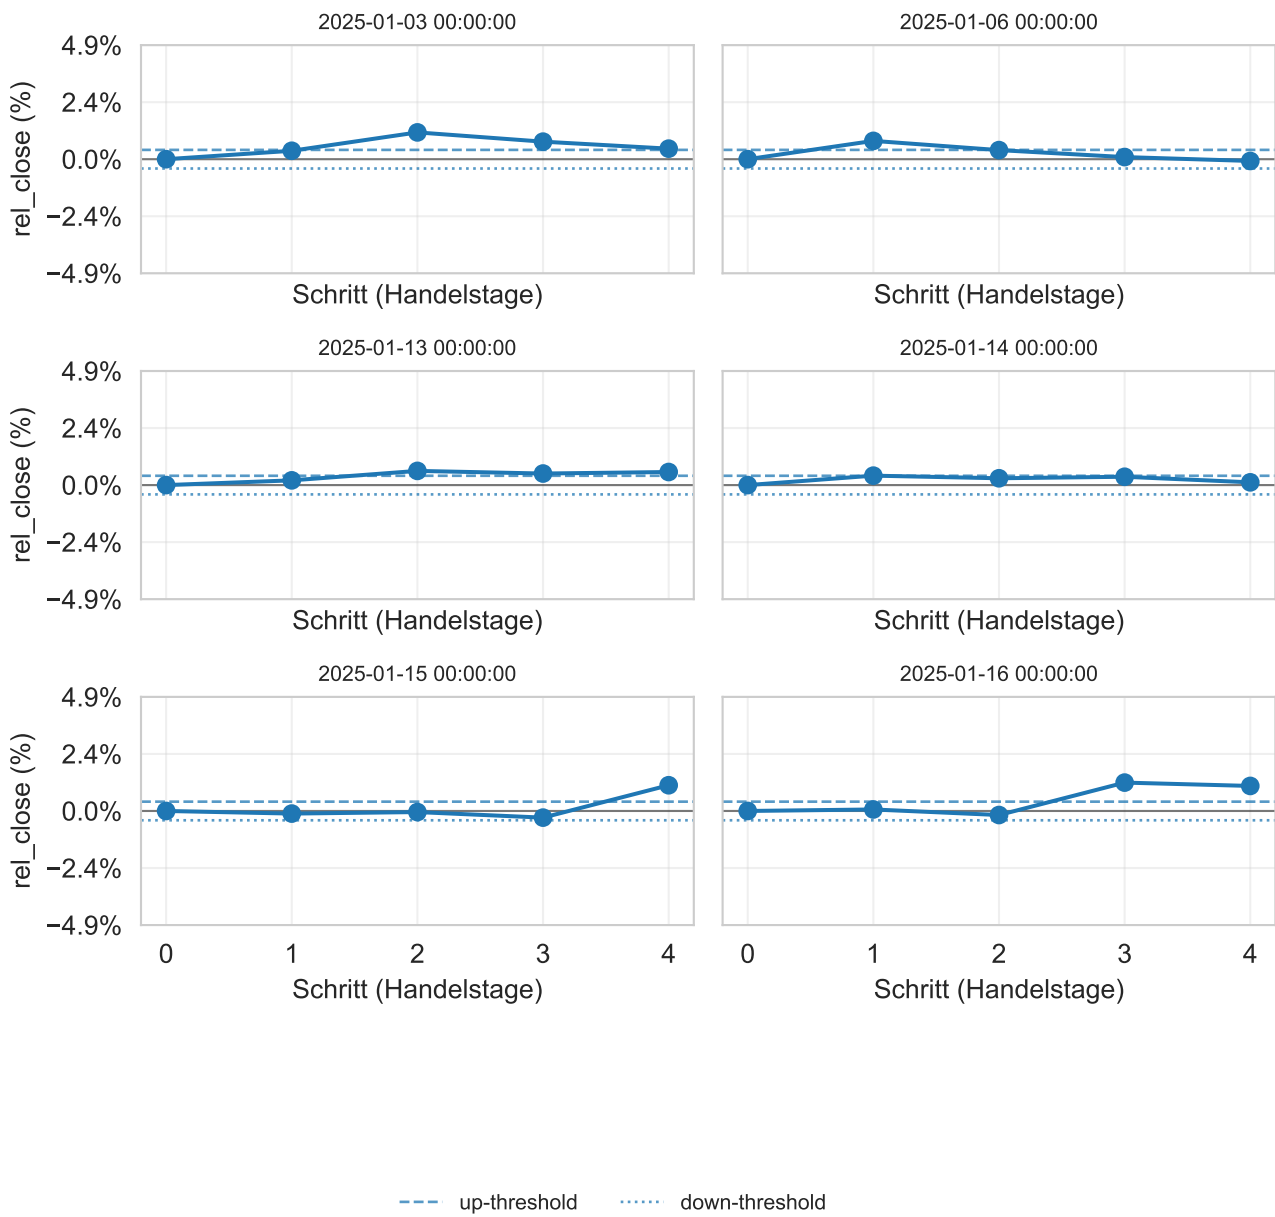 2025-01-03 00:00:00
2025-01-06 00:00:00
4.9%
2.4%
0.0%
−2.4%
−4.9%
rel_close (%)
Schritt (Handelstage)
Schritt (Handelstage)
2025-01-13 00:00:00
2025-01-14 00:00:00
4.9%
2.4%
0.0%
−2.4%
−4.9%
rel_close (%)
Schritt (Handelstage)
Schritt (Handelstage)
2025-01-15 00:00:00
2025-01-16 00:00:00
4.9%
2.4%
0.0%
−2.4%
−4.9%
rel_close (%)
0 1 2 3 4
0 1 2 3 4
Schritt (Handelstage)
Schritt (Handelstage)
up-threshold
down-threshold